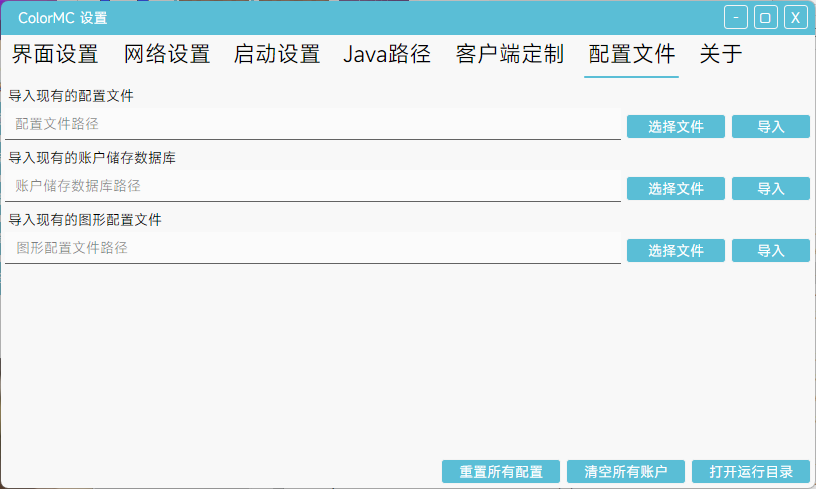 ColorMC 设置
- ▢ X
界面设置 网络设置 启动设置 Java路径 客户端定制 配置文件 关于
导入现有的配置文件
配置文件路径 选择文件 导入
导入现有的账户储存数据库
账户储存数据库路径 选择文件 导入
导入现有的图形配置文件
图形配置文件路径 选择文件 导入
重置所有配置 清空所有账户 打开运行目录